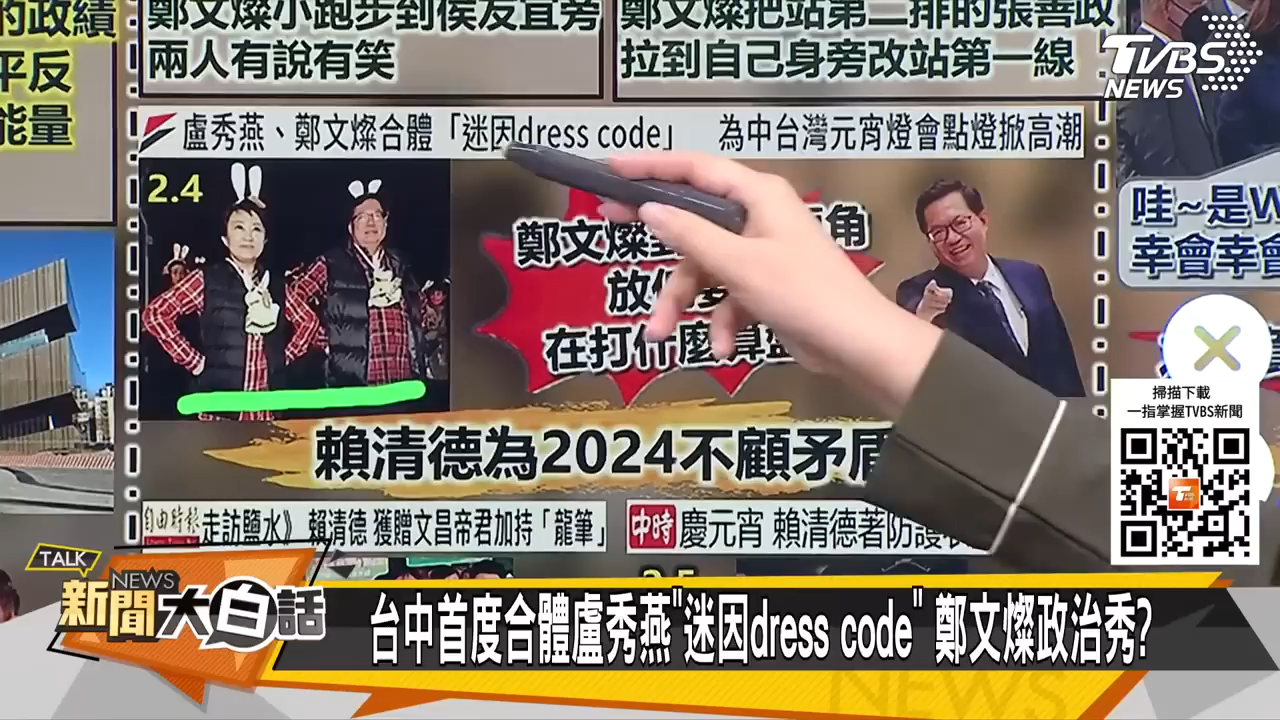 的政績
平反
能量
鄭文燦小跑步到侯友宜旁
兩人有說有笑
鄭文燦把站第二排的張善政
拉到自己身旁改站第一線
TVBS
NEWS
盧秀燕、鄭文燦合體「迷因dress code」 為中台灣元宵燈會點燈掀高潮
2.4
鄭文燦
角
放
在打什麼算盤
哇~是W
幸會幸會
掃描下載
一指掌握TVBS新聞
賴清德為2024不顧矛盾
自由時報
走訪鹽水》 賴清德 獲贈文昌帝君加持「龍筆」
中時 慶元宵 賴清德著防護
TALK
NEWS
新聞大白話
台中首度合體盧秀燕"迷因dress code" 鄭文燦政治秀?
NEWS